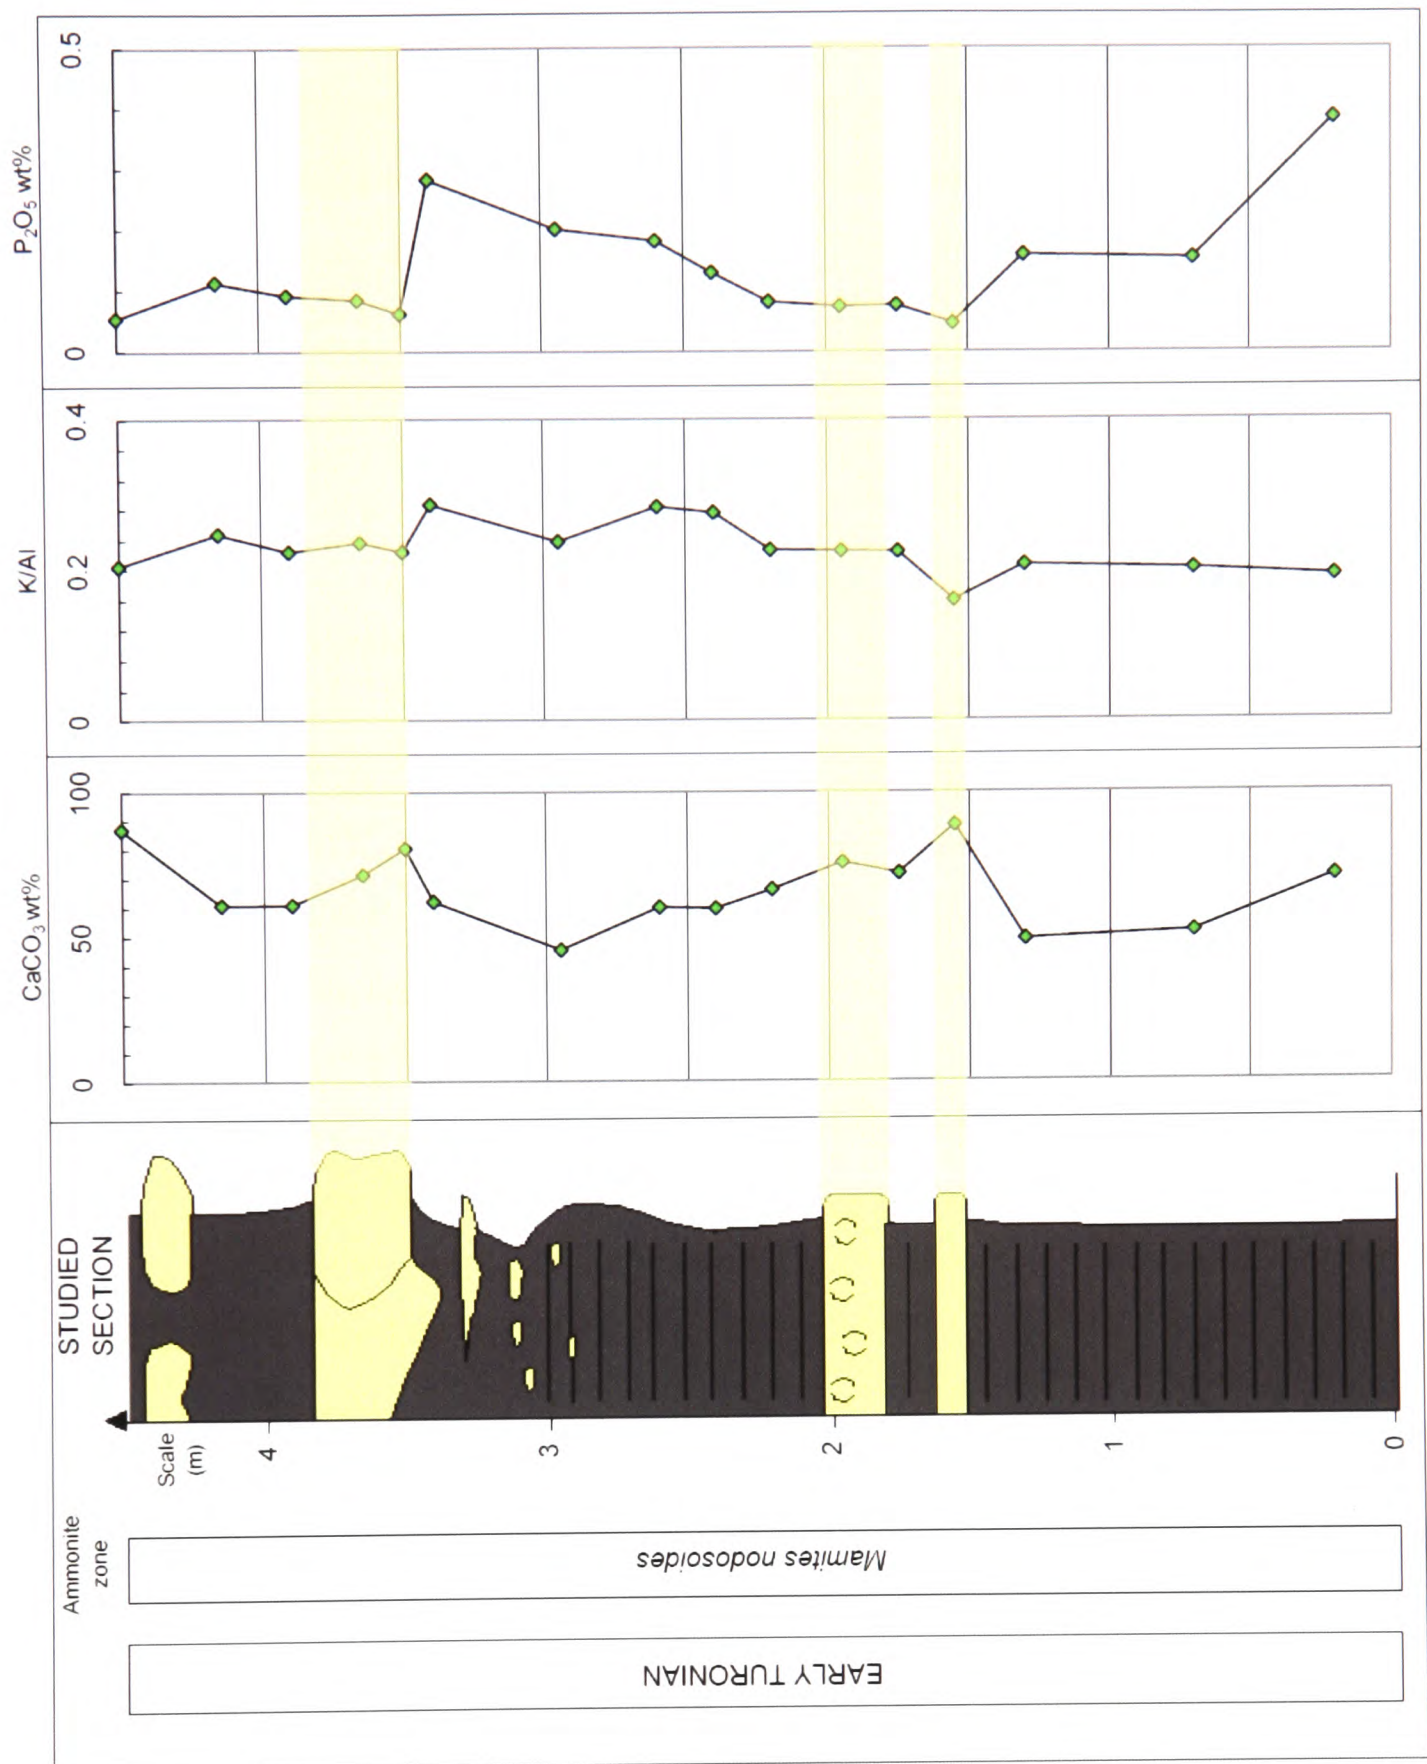 Ammonite
zone
Scale
(m)
STUDIED
SECTION
CaCO₃ wt%
K/Al
P₂O₅ wt%
EARLY TURONIAN
Mamites nodosoides
4
3
2
1
0
0
50
100
0
0.2
0.4
0
0.5